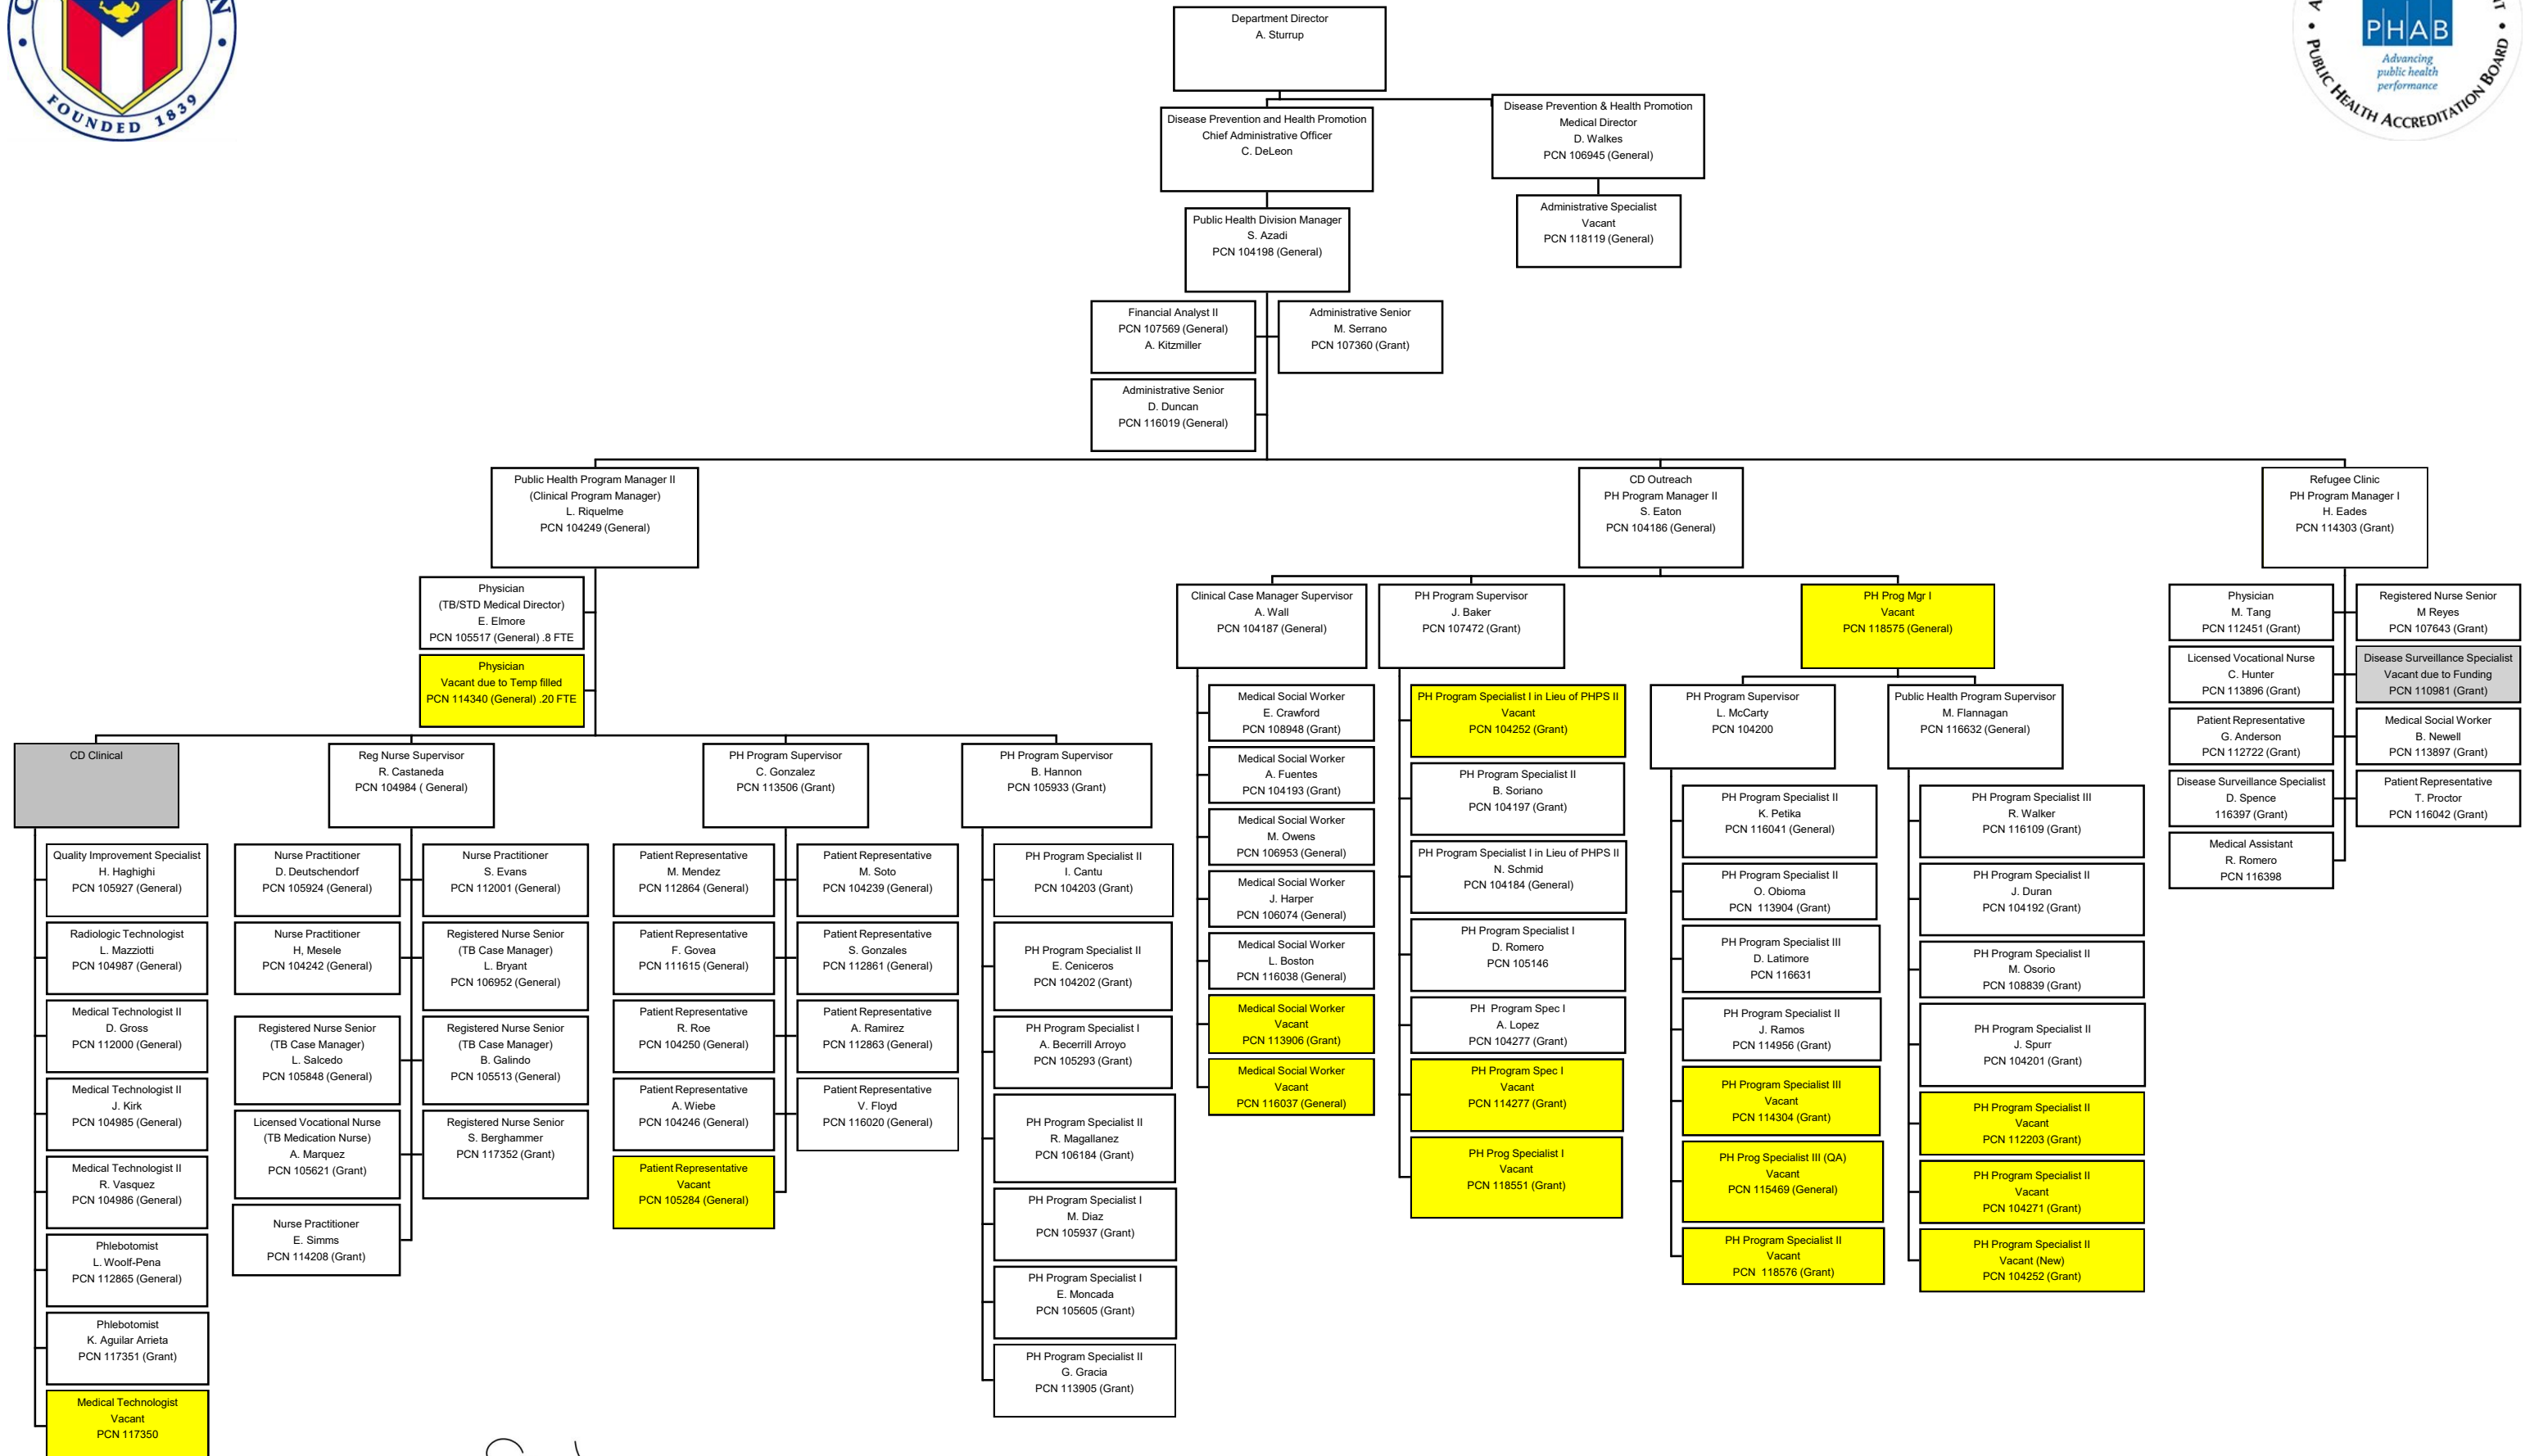 FOUNDED 1839
PHAB
Advancing
public health
performance
PUBLIC HEALTH ACCREDITATION BOARD
Department Director
A. Sturrup
Disease Prevention and Health Promotion
Chief Administrative Officer
C. DeLeon
Disease Prevention & Health Promotion
Medical Director
D. Walkes
PCN 106945 (General)
Administrative Specialist
Vacant
PCN 118119 (General)
Public Health Division Manager
S. Azadi
PCN 104198 (General)
Financial Analyst II
PCN 107569 (General)
A. Kitzmiller
Administrative Senior
M. Serrano
PCN 107360 (Grant)
Administrative Senior
D. Duncan
PCN 116019 (General)
Public Health Program Manager II
(Clinical Program Manager)
L. Riquelme
PCN 104249 (General)
Physician
(TB/STD Medical Director)
E. Elmore
PCN 105517 (General) .8 FTE
Physician
Vacant due to Temp filled
PCN 114340 (General) .20 FTE
CD Clinical
Quality Improvement Specialist
H. Haghighi
PCN 105927 (General)
Radiologic Technologist
L. Mazziotti
PCN 104987 (General)
Medical Technologist II
D. Gross
PCN 112000 (General)
Medical Technologist II
J. Kirk
PCN 104985 (General)
Medical Technologist II
R. Vasquez
PCN 104986 (General)
Phlebotomist
L. Woolf-Pena
PCN 112865 (General)
Phlebotomist
K. Aguilar Arrieta
PCN 117351 (Grant)
Medical Technologist
Vacant
PCN 117350
Reg Nurse Supervisor
R. Castaneda
PCN 104984 ( General)
Nurse Practitioner
D. Deutschendorf
PCN 105924 (General)
Nurse Practitioner
S. Evans
PCN 112001 (General)
Nurse Practitioner
H, Mesele
PCN 104242 (General)
Registered Nurse Senior
(TB Case Manager)
L. Bryant
PCN 106952 (General)
Registered Nurse Senior
(TB Case Manager)
L. Salcedo
PCN 105848 (General)
Registered Nurse Senior
(TB Case Manager)
B. Galindo
PCN 105513 (General)
Licensed Vocational Nurse
(TB Medication Nurse)
A. Marquez
PCN 105621 (Grant)
Registered Nurse Senior
S. Berghammer
PCN 117352 (Grant)
Nurse Practitioner
E. Simms
PCN 114208 (Grant)
PH Program Supervisor
C. Gonzalez
PCN 113506 (Grant)
Patient Representative
M. Mendez
PCN 112864 (General)
Patient Representative
M. Soto
PCN 104239 (General)
Patient Representative
F. Govea
PCN 111615 (General)
Patient Representative
S. Gonzales
PCN 112861 (General)
Patient Representative
R. Roe
PCN 104250 (General)
Patient Representative
A. Ramirez
PCN 112863 (General)
Patient Representative
A. Wiebe
PCN 104246 (General)
Patient Representative
V. Floyd
PCN 116020 (General)
Patient Representative
Vacant
PCN 105284 (General)
PH Program Supervisor
B. Hannon
PCN 105933 (Grant)
PH Program Specialist II
I. Cantu
PCN 104203 (Grant)
PH Program Specialist II
E. Ceniceros
PCN 104202 (Grant)
PH Program Specialist I
A. Becerrill Arroyo
PCN 105293 (Grant)
PH Program Specialist II
R. Magallanez
PCN 106184 (Grant)
PH Program Specialist I
M. Diaz
PCN 105937 (Grant)
PH Program Specialist I
E. Moncada
PCN 105605 (Grant)
PH Program Specialist II
G. Gracia
PCN 113905 (Grant)
CD Outreach
PH Program Manager II
S. Eaton
PCN 104186 (General)
Clinical Case Manager Supervisor
A. Wall
PCN 104187 (General)
Medical Social Worker
E. Crawford
PCN 108948 (Grant)
Medical Social Worker
A. Fuentes
PCN 104193 (Grant)
Medical Social Worker
M. Owens
PCN 106953 (General)
Medical Social Worker
J. Harper
PCN 106074 (General)
Medical Social Worker
L. Boston
PCN 116038 (General)
Medical Social Worker
Vacant
PCN 113906 (Grant)
Medical Social Worker
Vacant
PCN 116037 (General)
PH Program Supervisor
J. Baker
PCN 107472 (Grant)
PH Program Specialist I in Lieu of PHPS II
Vacant
PCN 104252 (Grant)
PH Program Specialist II
B. Soriano
PCN 104197 (Grant)
PH Program Specialist I in Lieu of PHPS II
N. Schmid
PCN 104184 (General)
PH Program Specialist I
D. Romero
PCN 105146
PH Program Spec I
A. Lopez
PCN 104277 (Grant)
PH Program Spec I
Vacant
PCN 114277 (Grant)
PH Prog Specialist I
Vacant
PCN 118551 (Grant)
PH Prog Mgr I
Vacant
PCN 118575 (General)
PH Program Supervisor
L. McCarty
PCN 104200
PH Program Specialist II
K. Petika
PCN 116041 (General)
PH Program Specialist II
O. Obioma
PCN 113904 (Grant)
PH Program Specialist III
D. Latimore
PCN 116631
PH Program Specialist II
J. Ramos
PCN 114956 (Grant)
PH Program Specialist III
Vacant
PCN 114304 (Grant)
PH Prog Specialist III (QA)
Vacant
PCN 115469 (General)
PH Program Specialist II
Vacant
PCN 118576 (Grant)
Public Health Program Supervisor
M. Flannagan
PCN 116632 (General)
PH Program Specialist III
R. Walker
PCN 116109 (Grant)
PH Program Specialist II
J. Duran
PCN 104192 (Grant)
PH Program Specialist II
M. Osorio
PCN 108839 (Grant)
PH Program Specialist II
J. Spurr
PCN 104201 (Grant)
PH Program Specialist II
Vacant
PCN 112203 (Grant)
PH Program Specialist II
Vacant
PCN 104271 (Grant)
PH Program Specialist II
Vacant (New)
PCN 104252 (Grant)
Refugee Clinic
PH Program Manager I
H. Eades
PCN 114303 (Grant)
Physician
M. Tang
PCN 112451 (Grant)
Registered Nurse Senior
M Reyes
PCN 107643 (Grant)
Licensed Vocational Nurse
C. Hunter
PCN 113896 (Grant)
Disease Surveillance Specialist
Vacant due to Funding
PCN 110981 (Grant)
Patient Representative
G. Anderson
PCN 112722 (Grant)
Medical Social Worker
B. Newell
PCN 113897 (Grant)
Disease Surveillance Specialist
D. Spence
116397 (Grant)
Patient Representative
T. Proctor
PCN 116042 (Grant)
Medical Assistant
R. Romero
PCN 116398